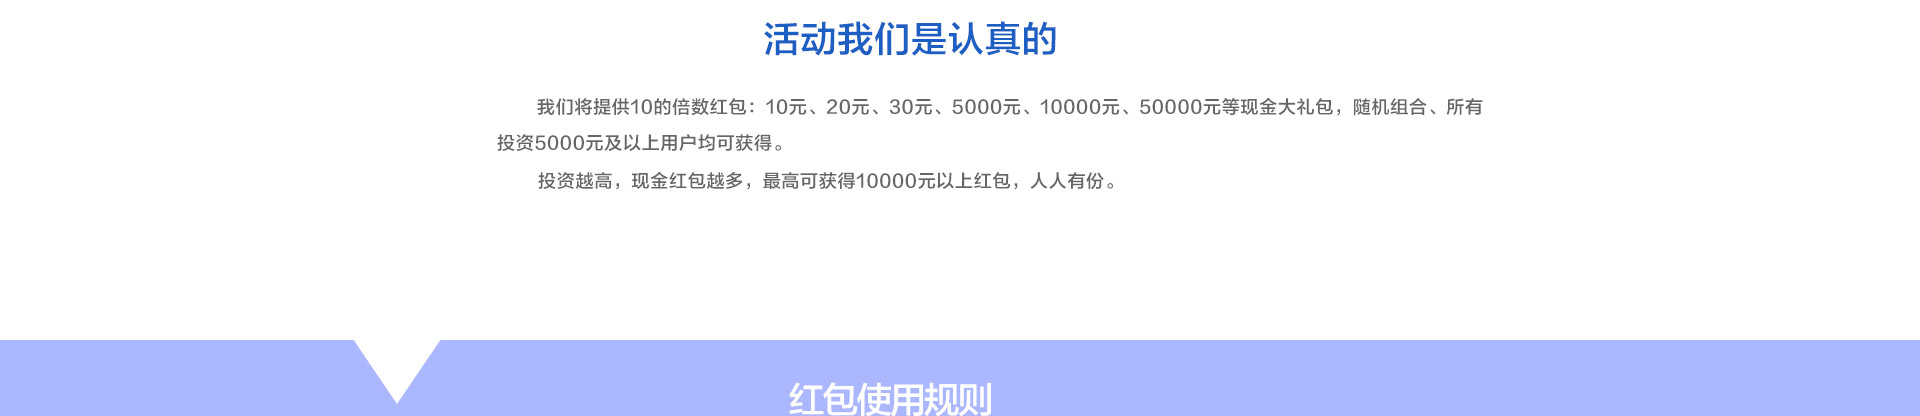 活动我们是认真的
我们将提供10的倍数红包：10元、20元、30元、5000元、10000元、50000元等现金大礼包，随机组合、所有
投资5000元及以上用户均可获得。
投资越高，现金红包越多，最高可获得10000元以上红包，人人有份。
红包使用规则